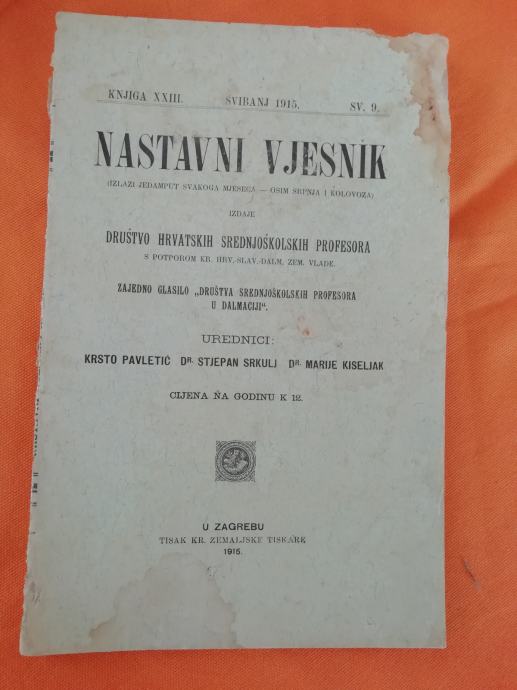 KNJIGA XXIII. SVIBANJ 1915. SV. 9.
NASTAVNI VJESNIK
(IZLAZI JEDAMPUT SVAKOGA MJESECA — OSIM SRPNJA I KOLOVOZA)
IZDAJE
DRUŠTVO HRVATSKIH SREDNJOŠKOLSKIH PROFESORA
S POTPOROM KR. HRV.-SLAV.-DALM. ZEM. VLADE.
ZAJEDNO GLASILO „DRUŠTVA SREDNJOŠKOLSKIH PROFESORA
U DALMACIJI“.
UREDNICI:
KRSTO PAVLETIĆ DR. STJEPAN SRKULJ DR. MARIJE KISELJAK
CIJENA NA GODINU K 12.
U ZAGREBU
TISAK KR. ZEMALJSKE TISKARE
1915.